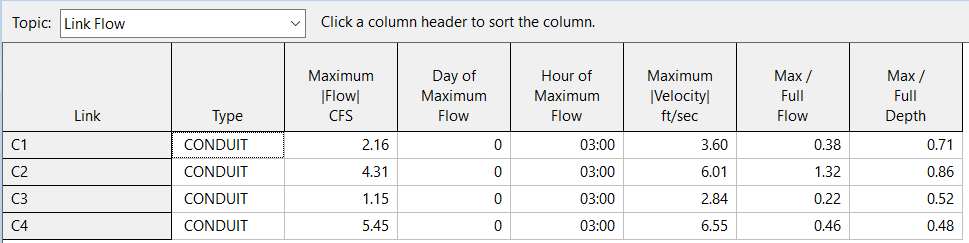 Topic: Link Flow Click a column header to sort the column.
Link Type Maximum |Flow| CFS Day of Maximum Flow Hour of Maximum Flow Maximum |Velocity| ft/sec Max / Full Flow Max / Full Depth
C1 CONDUIT 2.16 0 03:00 3.60 0.38 0.71
C2 CONDUIT 4.31 0 03:00 6.01 1.32 0.86
C3 CONDUIT 1.15 0 03:00 2.84 0.22 0.52
C4 CONDUIT 5.45 0 03:00 6.55 0.46 0.48